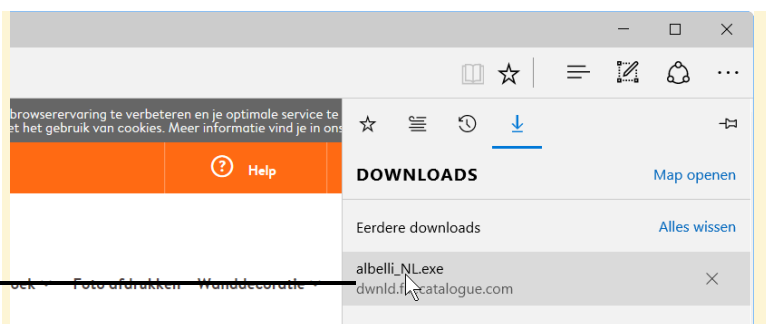 browserervaring te verbeteren en je optimale service te
et het gebruik van cookies. Meer informatie vind je in ons
? Help
DOWNLOADS
Map openen
Eerdere downloads
Alles wissen
albelli_NL.exe
Foto afdrukken Wanddecoratie